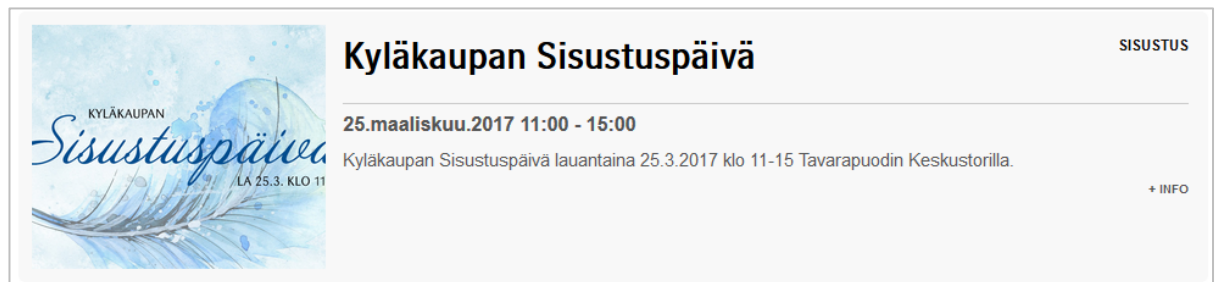 KYLÄKAUPAN
Sisustuspäivä
LA 25.3. KLO 11
Kyläkaupan Sisustuspäivä
SISUSTUS
25.maaliskuu.2017 11:00 - 15:00
Kyläkaupan Sisustuspäivä lauantaina 25.3.2017 klo 11-15 Tavarapuodin Keskustorilla.
+ INFO